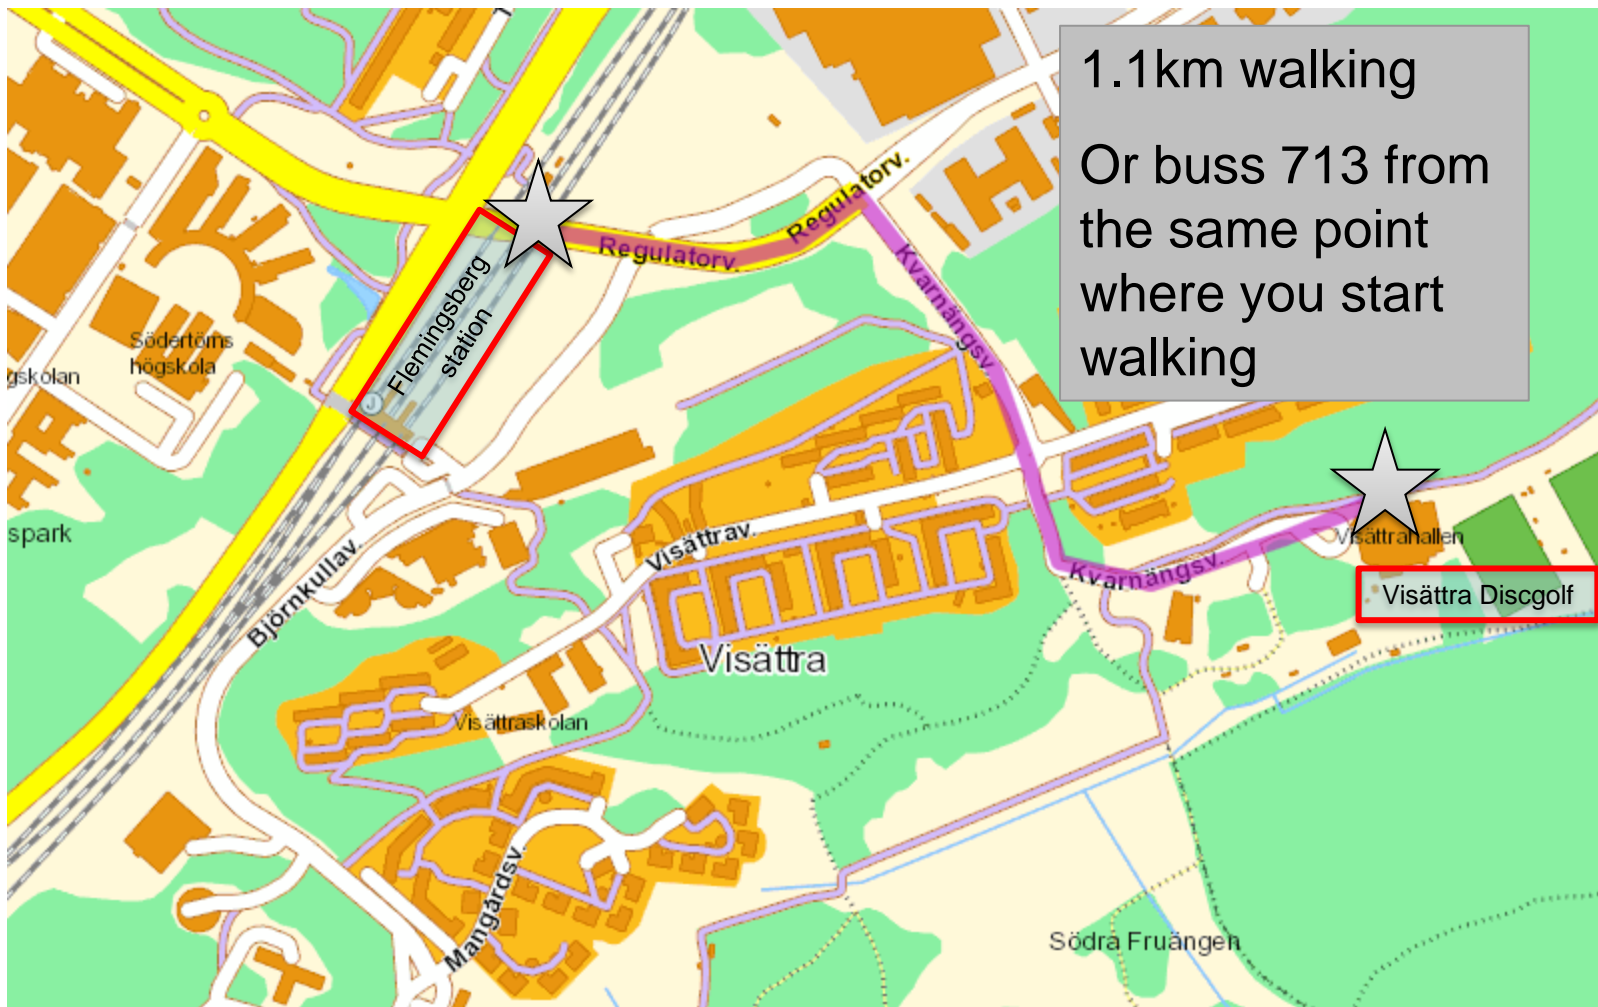 1.1km walking
Or buss 713 from
the same point
where you start
walking
Regulatorv.
Regulatorv.
Kvarnängsv.
Flemingsberg
station
Södertörns
högskola
gskolan
spark
Visättrahallen
Visättrav.
Kvarnängsv.
Visättra Discgolf
Björnkullav.
Visättra
Visättraskolan
Mangårdsv.
Södra Fruängen
J